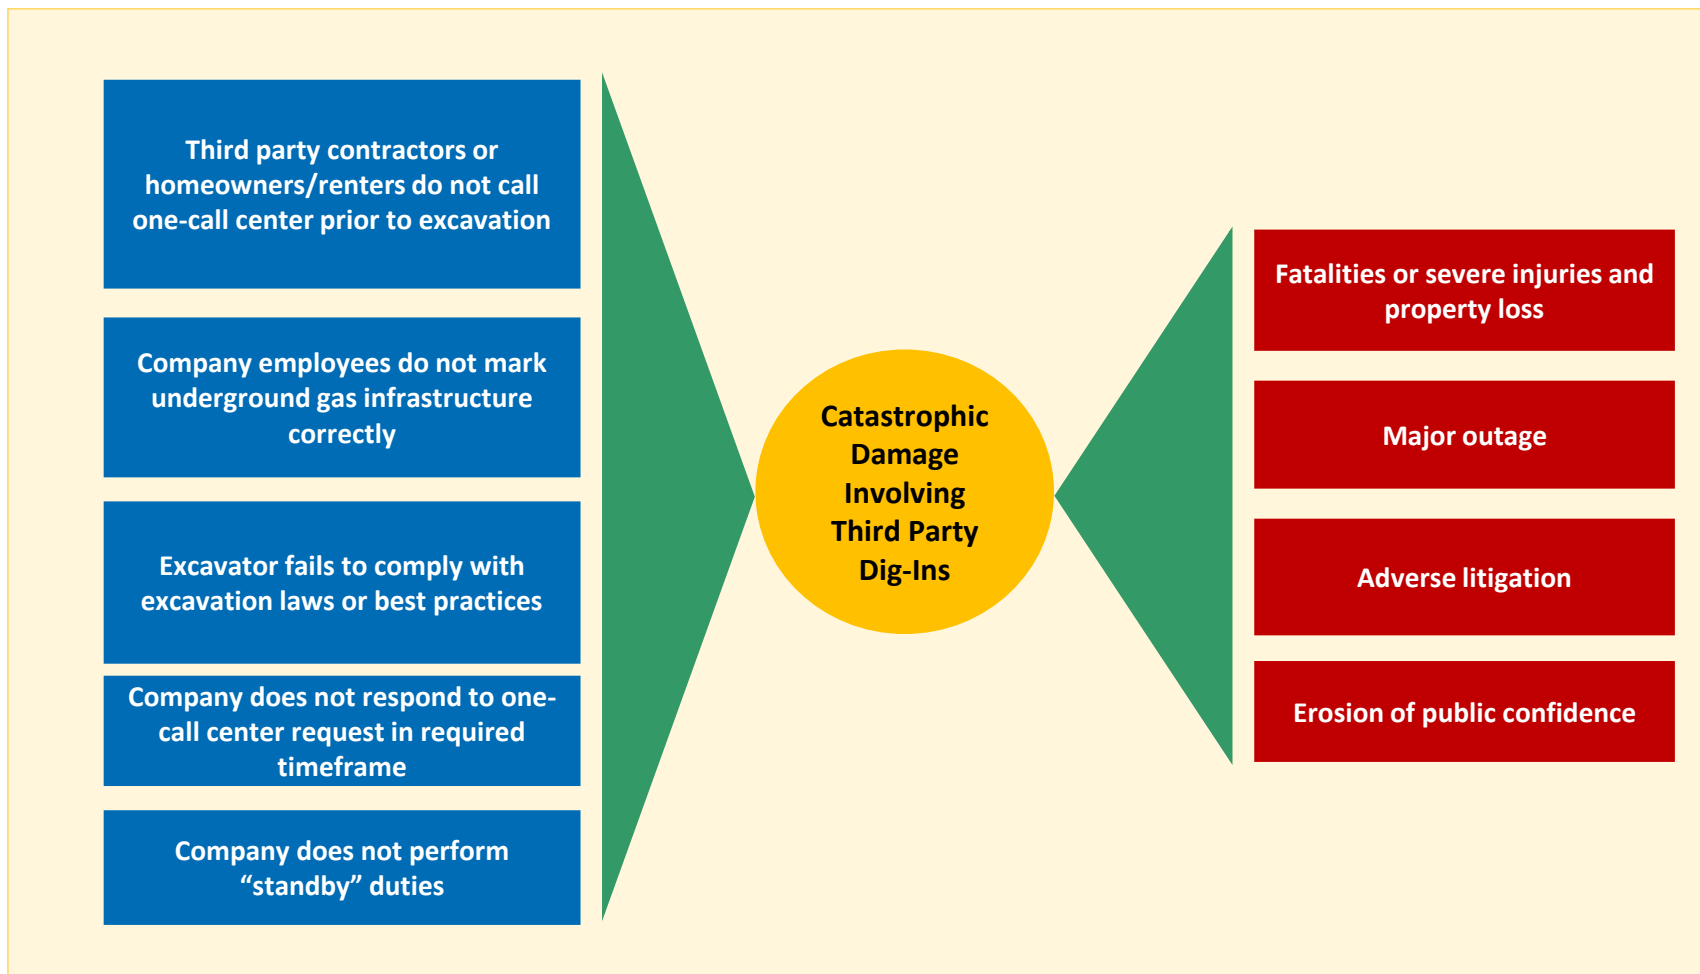 Third party contractors or
homeowners/renters do not call
one-call center prior to excavation
Company employees do not mark
underground gas infrastructure
correctly
Excavator fails to comply with
excavation laws or best practices
Company does not respond to one-
call center request in required
timeframe
Company does not perform
“standby” duties
Catastrophic
Damage
Involving
Third Party
Dig-Ins
Fatalities or severe injuries and
property loss
Major outage
Adverse litigation
Erosion of public confidence